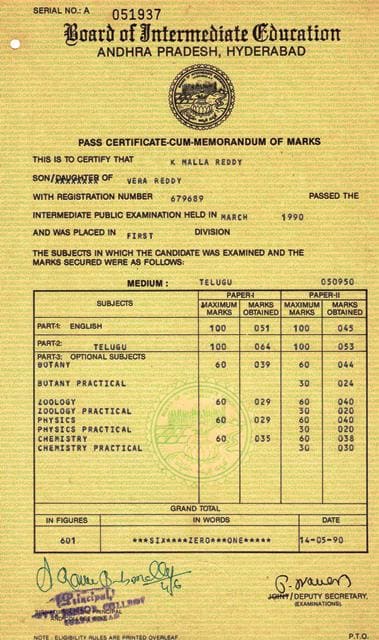 SERIAL NO.: A 051937
Board of Intermediate Education
ANDHRA PRADESH, HYDERABAD
PASS CERTIFICATE-CUM-MEMORANDUM OF MARKS
THIS IS TO CERTIFY THAT K MALLA REDDY
SON/DAUGHTER OF VERA REDDY
WITH REGISTRATION NUMBER 679689 PASSED THE
INTERMEDIATE PUBLIC EXAMINATION HELD IN MARCH 1990
AND WAS PLACED IN FIRST DIVISION
THE SUBJECTS IN WHICH THE CANDIDATE WAS EXAMINED AND THE
MARKS SECURED WERE AS FOLLOWS:
MEDIUM : TELUGU 050950
SUBJECTS PAPER-I PAPER-II
MAXIMUM MARKS MARKS OBTAINED MAXIMUM MARKS MARKS OBTAINED
PART-1: ENGLISH 100 051 100 045
PART-2: TELUGU 100 064 100 053
PART-3: OPTIONAL SUBJECTS
BOTANY 60 039 60 044
BOTANY PRACTICAL 30 024
ZOOLOGY 60 029 60 040
ZOOLOGY PRACTICAL 30 020
PHYSICS 60 029 60 040
PHYSICS PRACTICAL 30 020
CHEMISTRY 60 035 60 038
CHEMISTRY PRACTICAL 30 030
GRAND TOTAL
IN FIGURES IN WORDS DATE
601 ***SIX****ZERO***ONE***** 14-05-90
4/6
Principal
JUNIOR COLLEGE
JOINT/DEPUTY SECRETARY,
(EXAMINATIONS).
NOTE : ELIGIBILITY RULES ARE PRINTED OVERLEAF.
P.T.O.